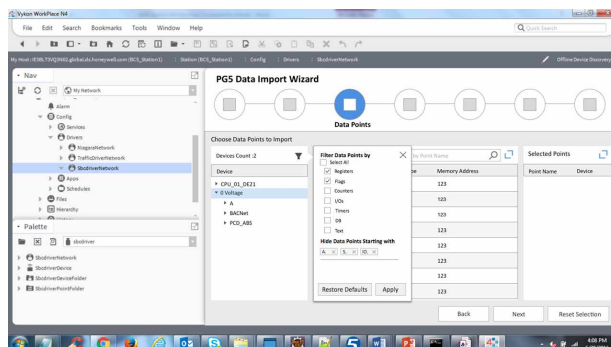 Vykon WorkPlace N4
File Edit Search Bookmarks Tools Window Help
Quick Search
Station (BCS_Station1) Config Drivers SbcdriverNetwork
Offline Device Discovery
Nav
My Network
Alarm
Config
Services
Drivers
NiagaraNetwork
TrafficDriverNetwork
SbcdriverNetwork
Apps
Schedules
Files
Hierarchy
Palette
sbcdriver
SbcdriverNetwork
SbcdriverDevice
SbcdriverDeviceFolder
SbcdriverPointFolder
PG5 Data Import Wizard
Data Points
Choose Data Points to Import
Devices Count :2
Device
CPU_01_DE21
0 Voltage
A
BACNet
PCD_ABS
Filter Data Points by
Select All
Registers
Flags
Counters
I/Os
Timers
DB
Text
Hide Data Points Starting with
A. × S. × IO. ×
Restore Defaults Apply
by Point Name
Memory Address
123
123
123
123
123
123
123
123
Selected Points
Point Name Device
Back Next Reset Selection
4:08 PM